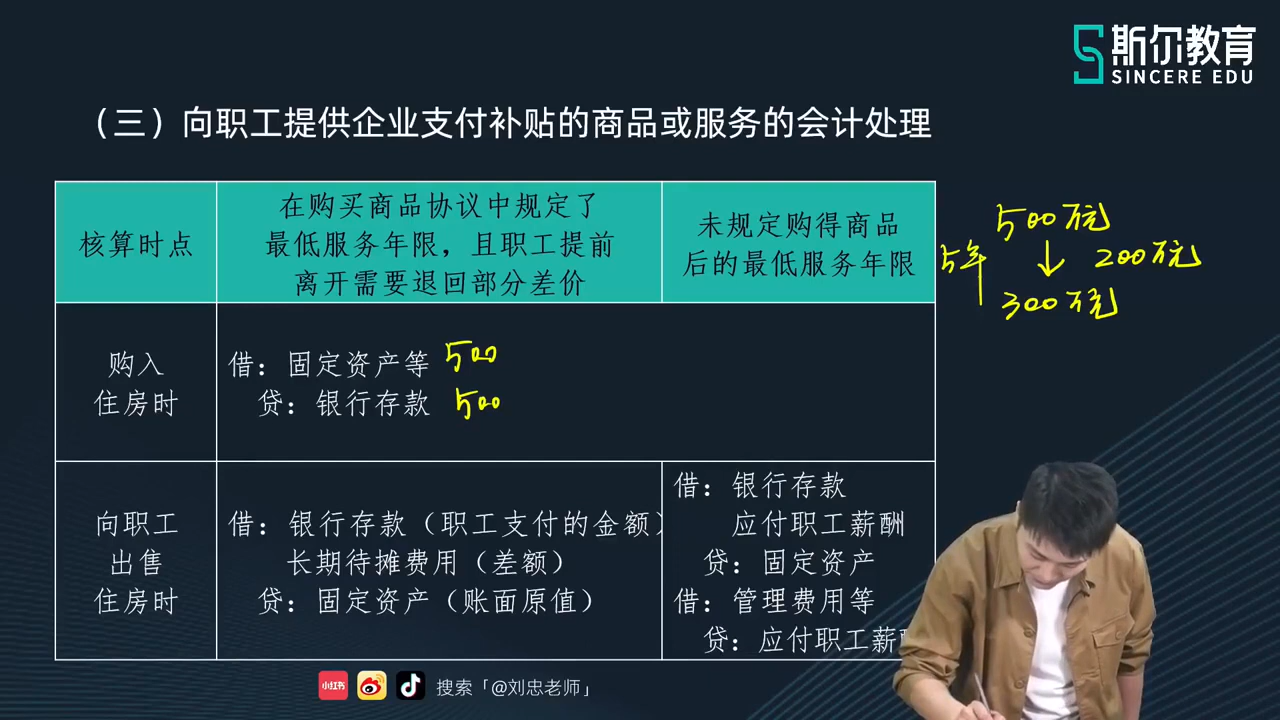 斯尔教育
SINCERE EDU
（三）向职工提供企业支付补贴的商品或服务的会计处理
核算时点
在购买商品协议中规定了
最低服务年限，且职工提前
离开需要退回部分差价
未规定购得商品
后的最低服务年限
500万元
5年
200万元
300万元
购入
住房时
借：固定资产等 500
贷：银行存款 500
向职工
出售
住房时
借：银行存款（职工支付的金额）
长期待摊费用（差额）
贷：固定资产（账面原值）
借：银行存款
应付职工薪酬
贷：固定资产
借：管理费用等
贷：应付职工薪
小红书
搜索「@刘忠老师」